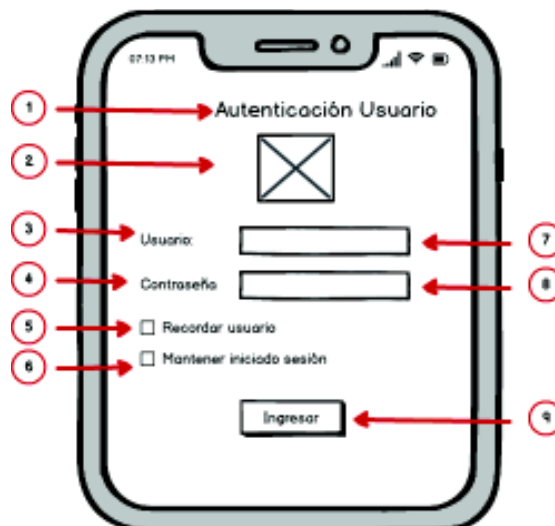 07:13 PM
1 Autenticación Usuario
2
3 Usuario: 7
4 Contraseña 8
5 Recordar usuario
6 Mantener iniciado sesión
Ingresar 9